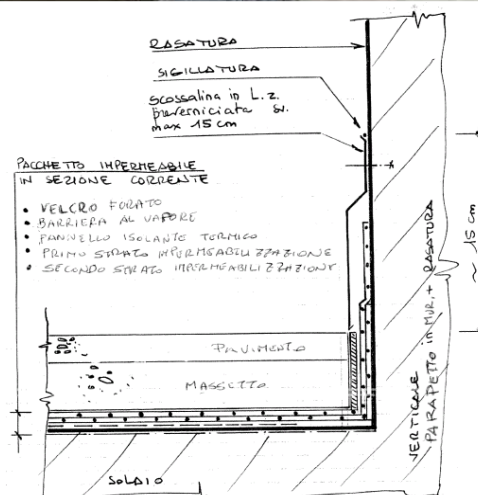 RASATURA
SIGILLATURA
scossalina in L.z.
preverniciata sv.
max 15 cm
PACCHETTO IMPERMEABILE
IN SEZIONE CORRENTE
• VELCRO FORATO
• BARRIERA AL VAPORE
• PANNELLO ISOLANTE TERMICO
• PRIMO STRATO IMPERMEABILIZZAZIONE
• SECONDO STRATO IMPERMEABILIZZAZIONE
PAVIMENTO
MASSETTO
SOLAIO
VERTICALE
PARAPETTO in MUR. + RASATURA
~ 15 cm